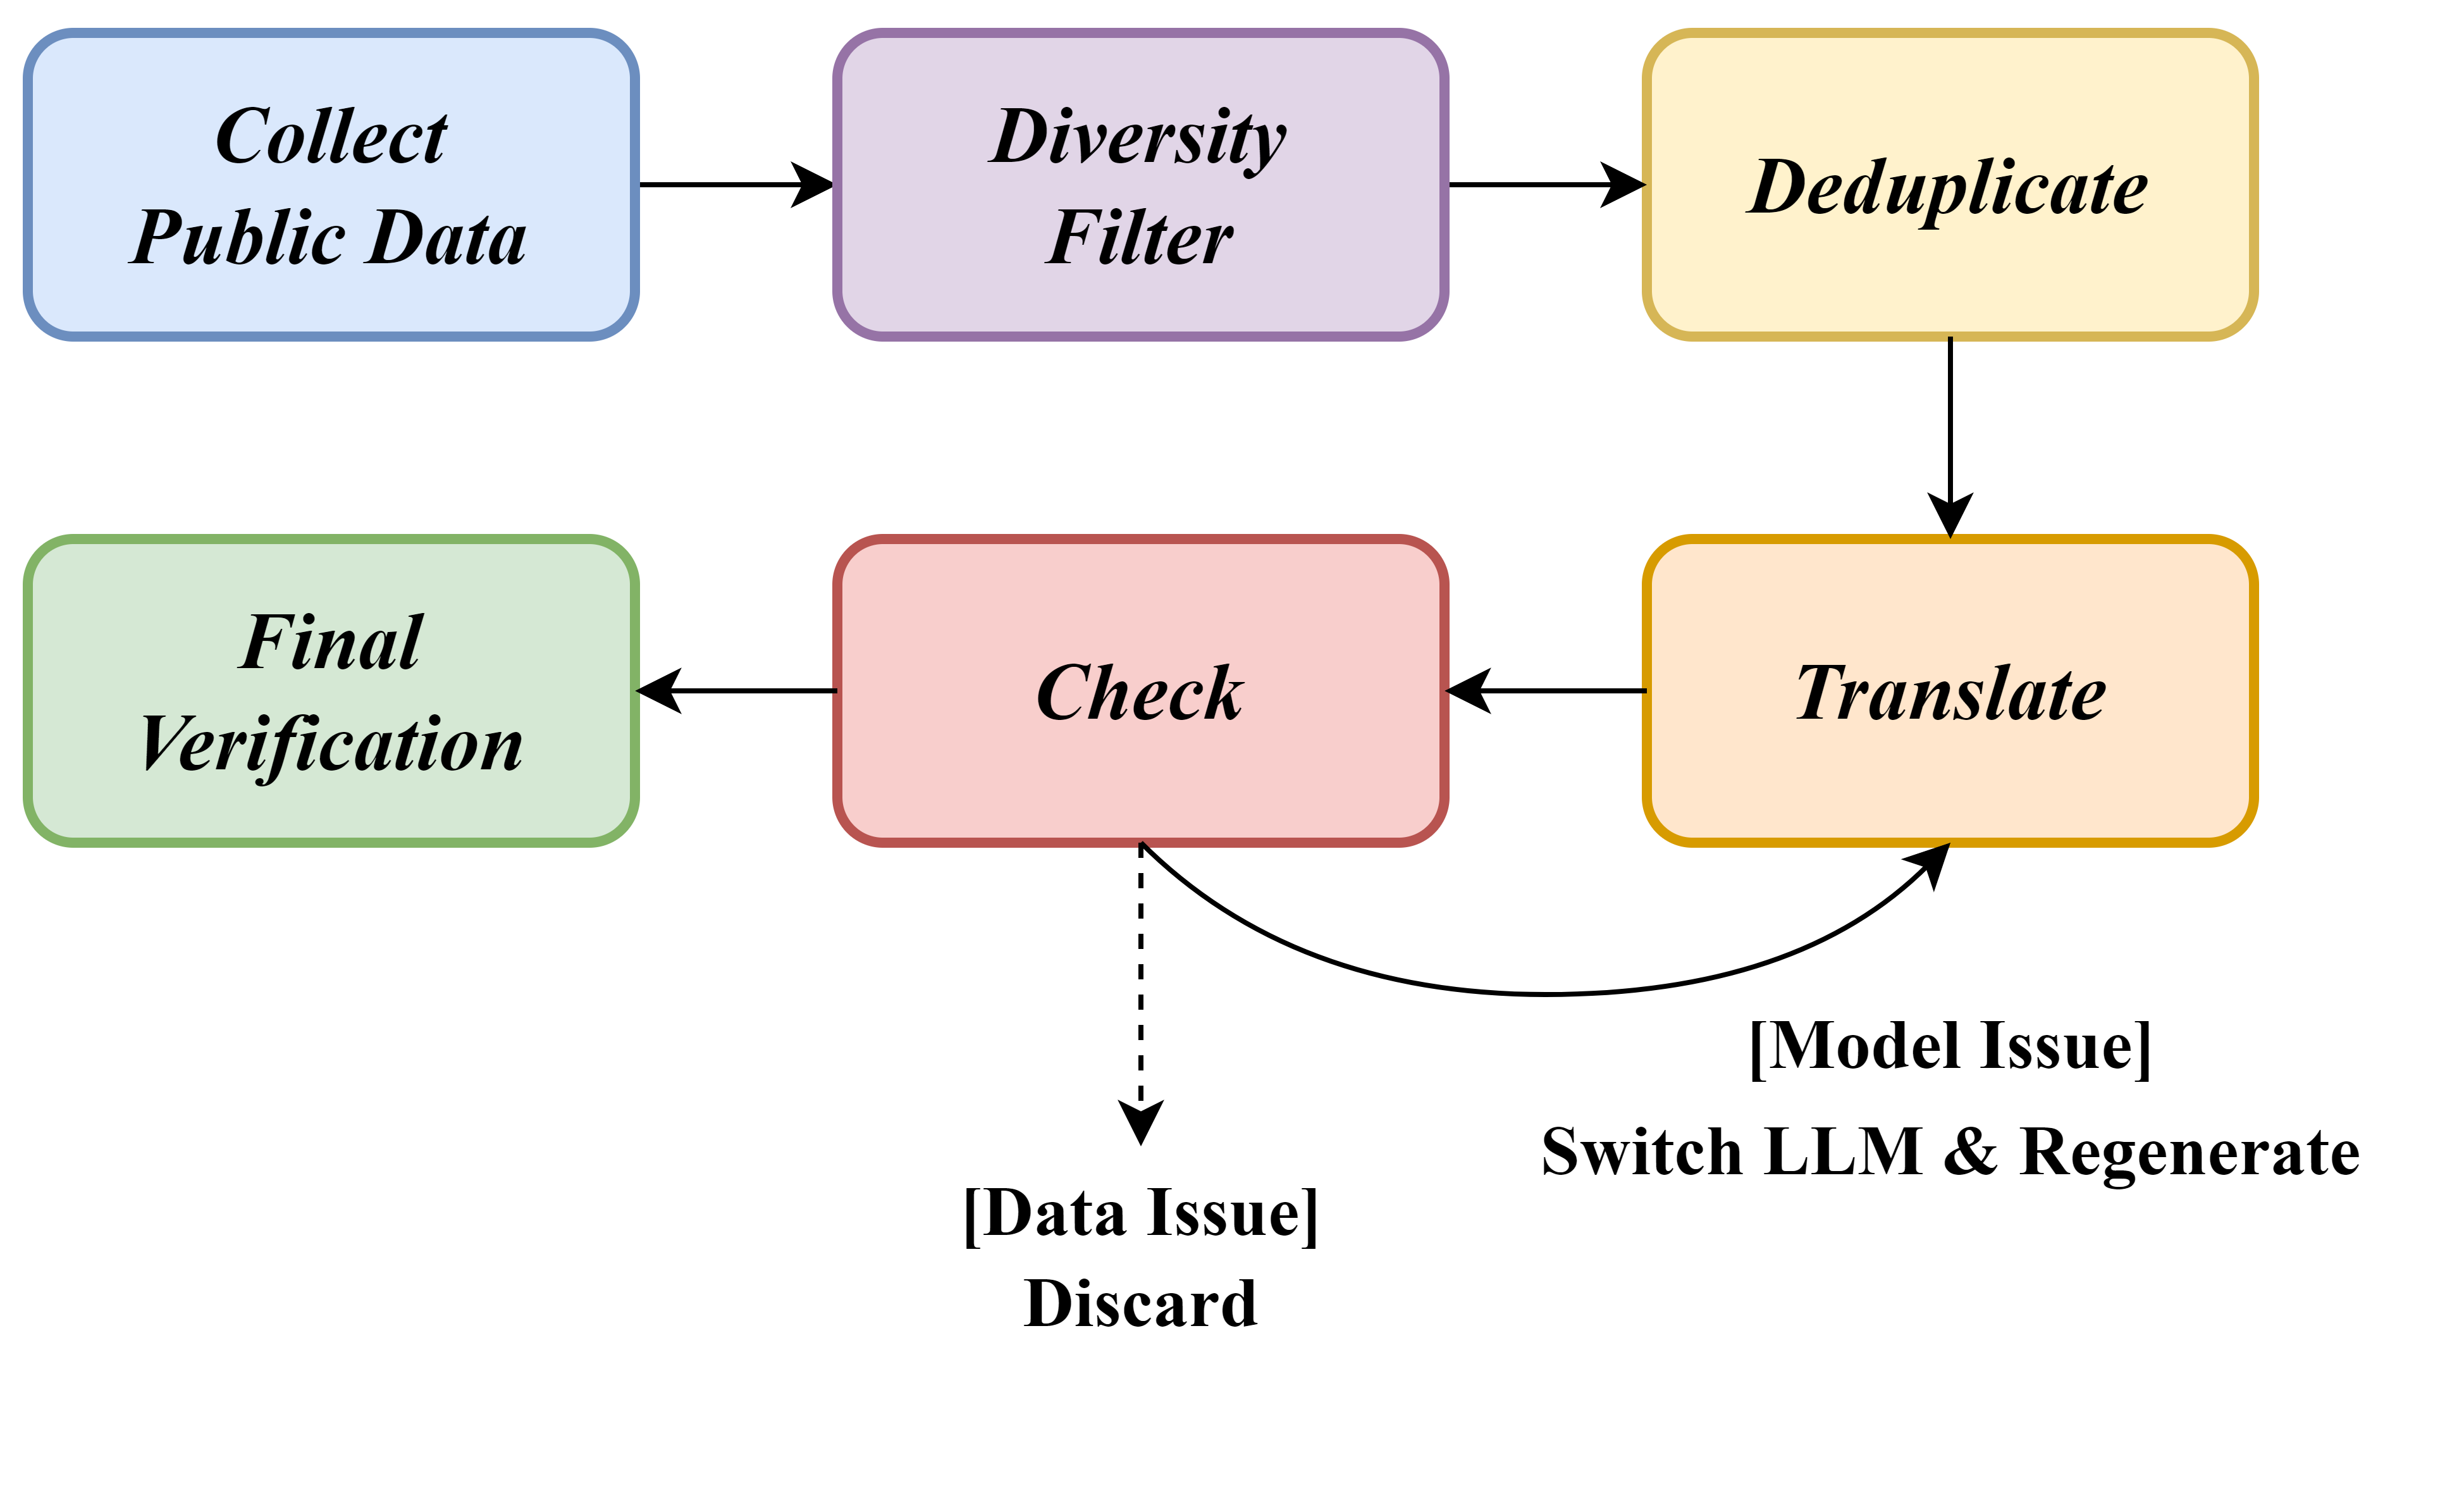 Collect
Public Data
Diversity
Filter
Deduplicate
Final
Verification
Check
Translate
[Model Issue]
Switch LLM & Regenerate
[Data Issue]
Discard